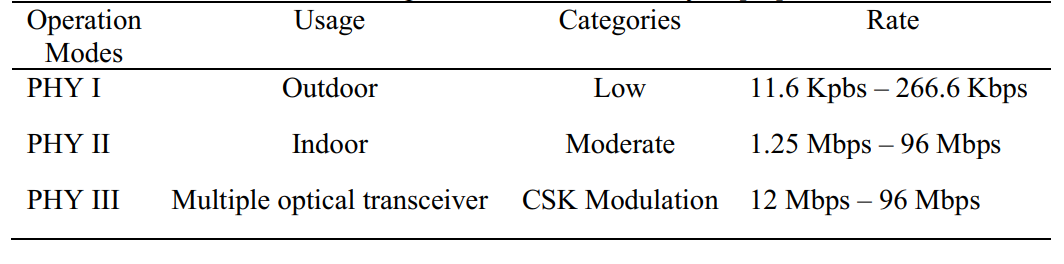 Operation Usage Categories Rate
Modes
PHY I Outdoor Low 11.6 Kpbs – 266.6 Kbps
PHY II Indoor Moderate 1.25 Mbps – 96 Mbps
PHY III Multiple optical transceiver CSK Modulation 12 Mbps – 96 Mbps